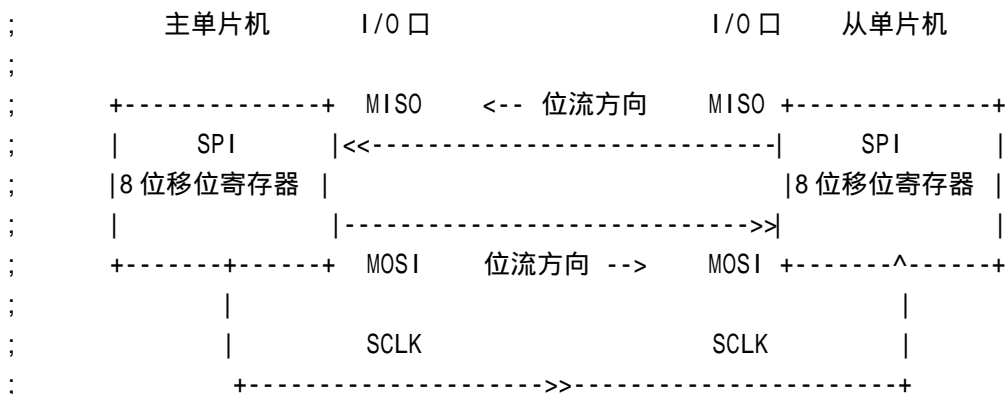 ;          主单片机      I/O 口                    I/O 口    从单片机
;
;      +--------------+  MISO    <-- 位流方向    MISO +--------------+
;      |      SPI      |<<-----------------------------|      SPI      |
;      |8 位移位寄存器 |                               |8 位移位寄存器 |
;      |               |----------------------------->>|               |
;      +-------+------+  MOSI    位流方向 -->    MOSI +-------^------+
;              |                                              |
;              |         SCLK                    SCLK         |
;              +---------------------->>-----------------------+